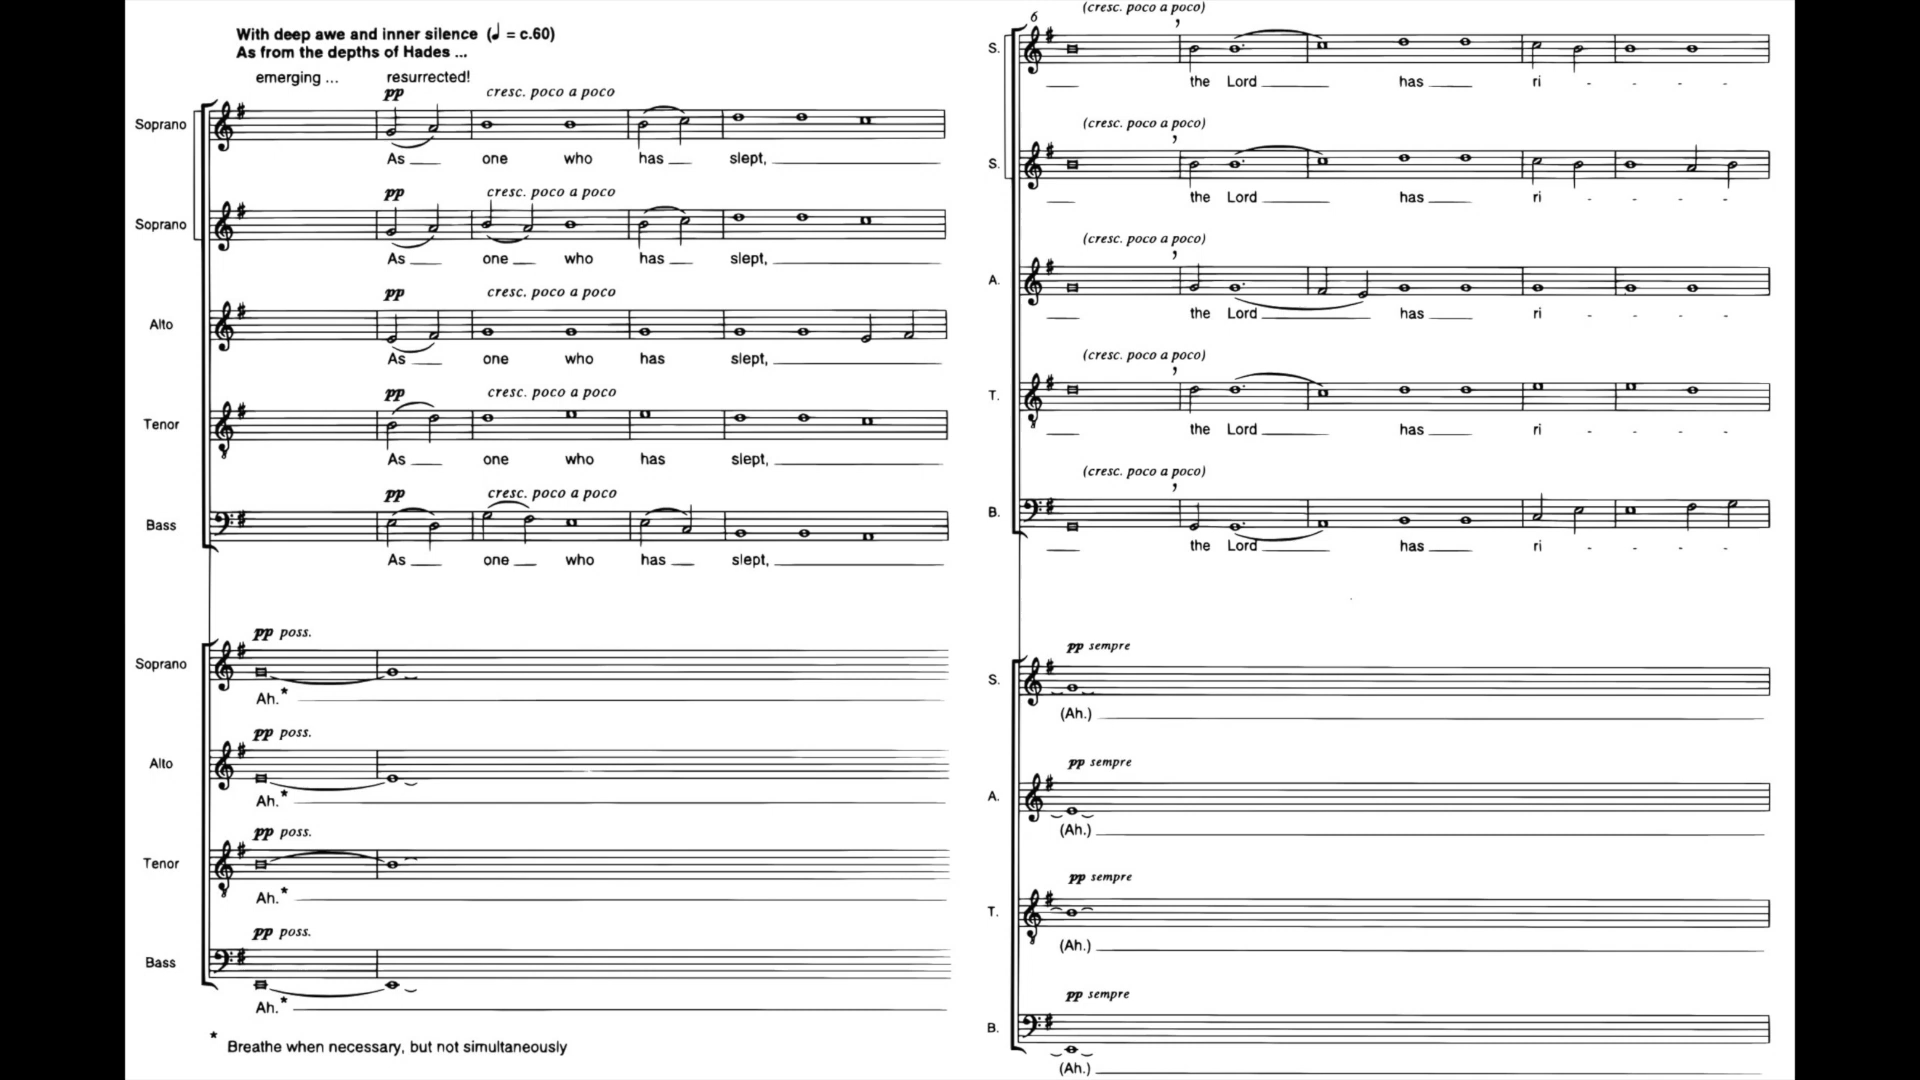 With deep awe and inner silence (𝅗𝅥 = c.60)
As from the depths of Hades ...
emerging ... resurrected!
pp cresc. poco a poco
Soprano
As one who has slept,
pp cresc. poco a poco
Soprano
As one who has slept,
pp cresc. poco a poco
Alto
As one who has slept,
pp cresc. poco a poco
Tenor
8
As one who has slept,
pp cresc. poco a poco
Bass
As one who has slept,
pp poss.
Soprano
Ah.*
pp poss.
Alto
Ah.*
pp poss.
Tenor
8
Ah.*
pp poss.
Bass
Ah.*
* Breathe when necessary, but not simultaneously
6 (cresc. poco a poco)
S.
the Lord has ri - - - -
(cresc. poco a poco)
S.
the Lord has ri - - - -
(cresc. poco a poco)
A.
the Lord has ri - - - -
(cresc. poco a poco)
T.
8
the Lord has ri - - - -
(cresc. poco a poco)
B.
the Lord has ri - - - -
pp sempre
S.
(Ah.)
pp sempre
A.
(Ah.)
pp sempre
T.
8
(Ah.)
pp sempre
B.
(Ah.)